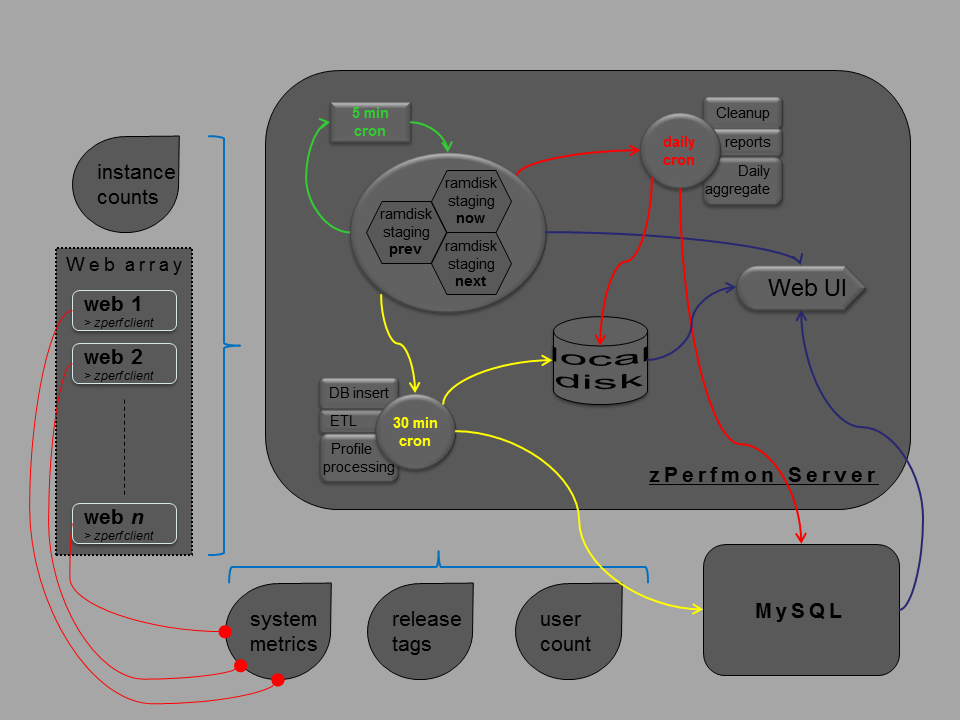 instance
counts
Web array
web 1
> zperfclient
web 2
> zperfclient
web n
> zperfclient
5 min
cron
ramdisk
staging
prev
ramdisk
staging
now
ramdisk
staging
next
daily
cron
Cleanup
reports
Daily
aggregate
Web UI
local
disk
DB insert
ETL
Profile
processing
30 min
cron
zPerfmon Server
system
metrics
release
tags
user
count
MySQL